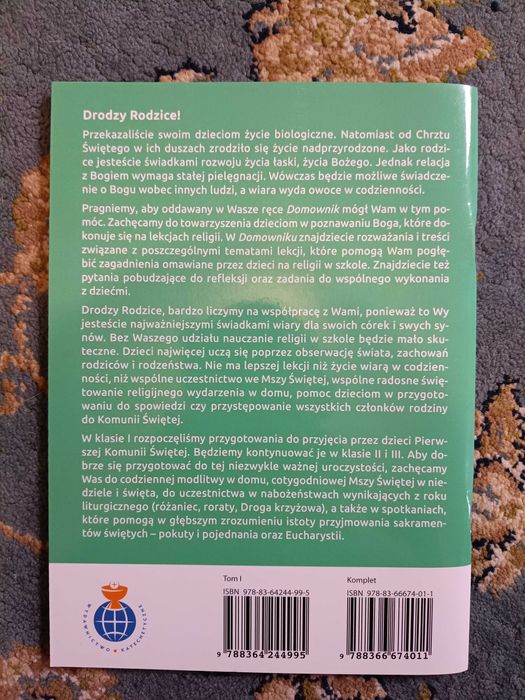 Drodzy Rodzice!
Przekazaliście swoim dzieciom życie biologiczne. Natomiast od Chrztu
Świętego w ich duszach zrodziło się życie nadprzyrodzone. Jako rodzi-
ce jesteście świadkami rozwoju życia łaski, życia Bożego. Jednak relacja
z Bogiem wymaga stałej pielęgnacji. Wówczas będzie możliwe świadcze-
nie o Bogu wobec innych ludzi, a wiara wyda owoce w codzienności.
Pragniemy, aby oddawany w Wasze ręce Domownik mógł Wam w tym po-
móc. Zachęcamy do towarzyszenia dzieciom w poznawaniu Boga, które do-
konuje się na lekcjach religii. W Domowniku znajdziecie rozważania i treści
związane z poszczególnymi tematami lekcji, które pomogą Wam pogłę-
bić zagadnienia omawiane przez dzieci na religii w szkole. Znajdziecie też
pytania pobudzające do refleksji oraz zadania do wspólnego wykonania
z dziećmi.
Drodzy Rodzice, bardzo liczymy na współpracę z Wami, ponieważ to Wy
jesteście najważniejszymi świadkami wiary dla swoich córek i swych sy-
nów. Bez Waszego udziału nauczanie religii w szkole będzie mało sku-
teczne. Dzieci najwięcej uczą się poprzez obserwację świata, zachowań
rodziców i rodzeństwa. Nie ma lepszej lekcji niż życie wiarą w codzien-
ności, niż wspólne uczestnictwo we Mszy Świętej, wspólne radosne świę-
towanie religijnego wydarzenia w domu, pomoc dzieciom w przygoto-
waniu do spowiedzi czy przystępowanie wszystkich członków rodziny
do Komunii Świętej.
W klasie I rozpoczęliśmy przygotowania do przyjęcia przez dzieci Pierw-
szej Komunii Świętej. Będziemy kontynuować je w klasie II i III. Aby do-
brze się przygotować do tej niezwykle ważnej uroczystości, zachęcamy
Was do codziennej modlitwy w domu, cotygodniowej Mszy Świętej w nie-
dziele i święta, do uczestnictwa w nabożeństwach wynikających z roku
liturgicznego (różaniec, roraty, Droga krzyżowa), a także w spotkaniach,
które pomogą w głębszym zrozumieniu istoty przyjmowania sakramen-
tów świętych – pokuty i pojednania oraz Eucharystii.
WYDAWNICTWO KATECHETYCZNE
Tom I
ISBN 978-83-64244-99-5
9 788364 244995
Komplet
ISBN 978-83-66674-01-1
9 788366 674011